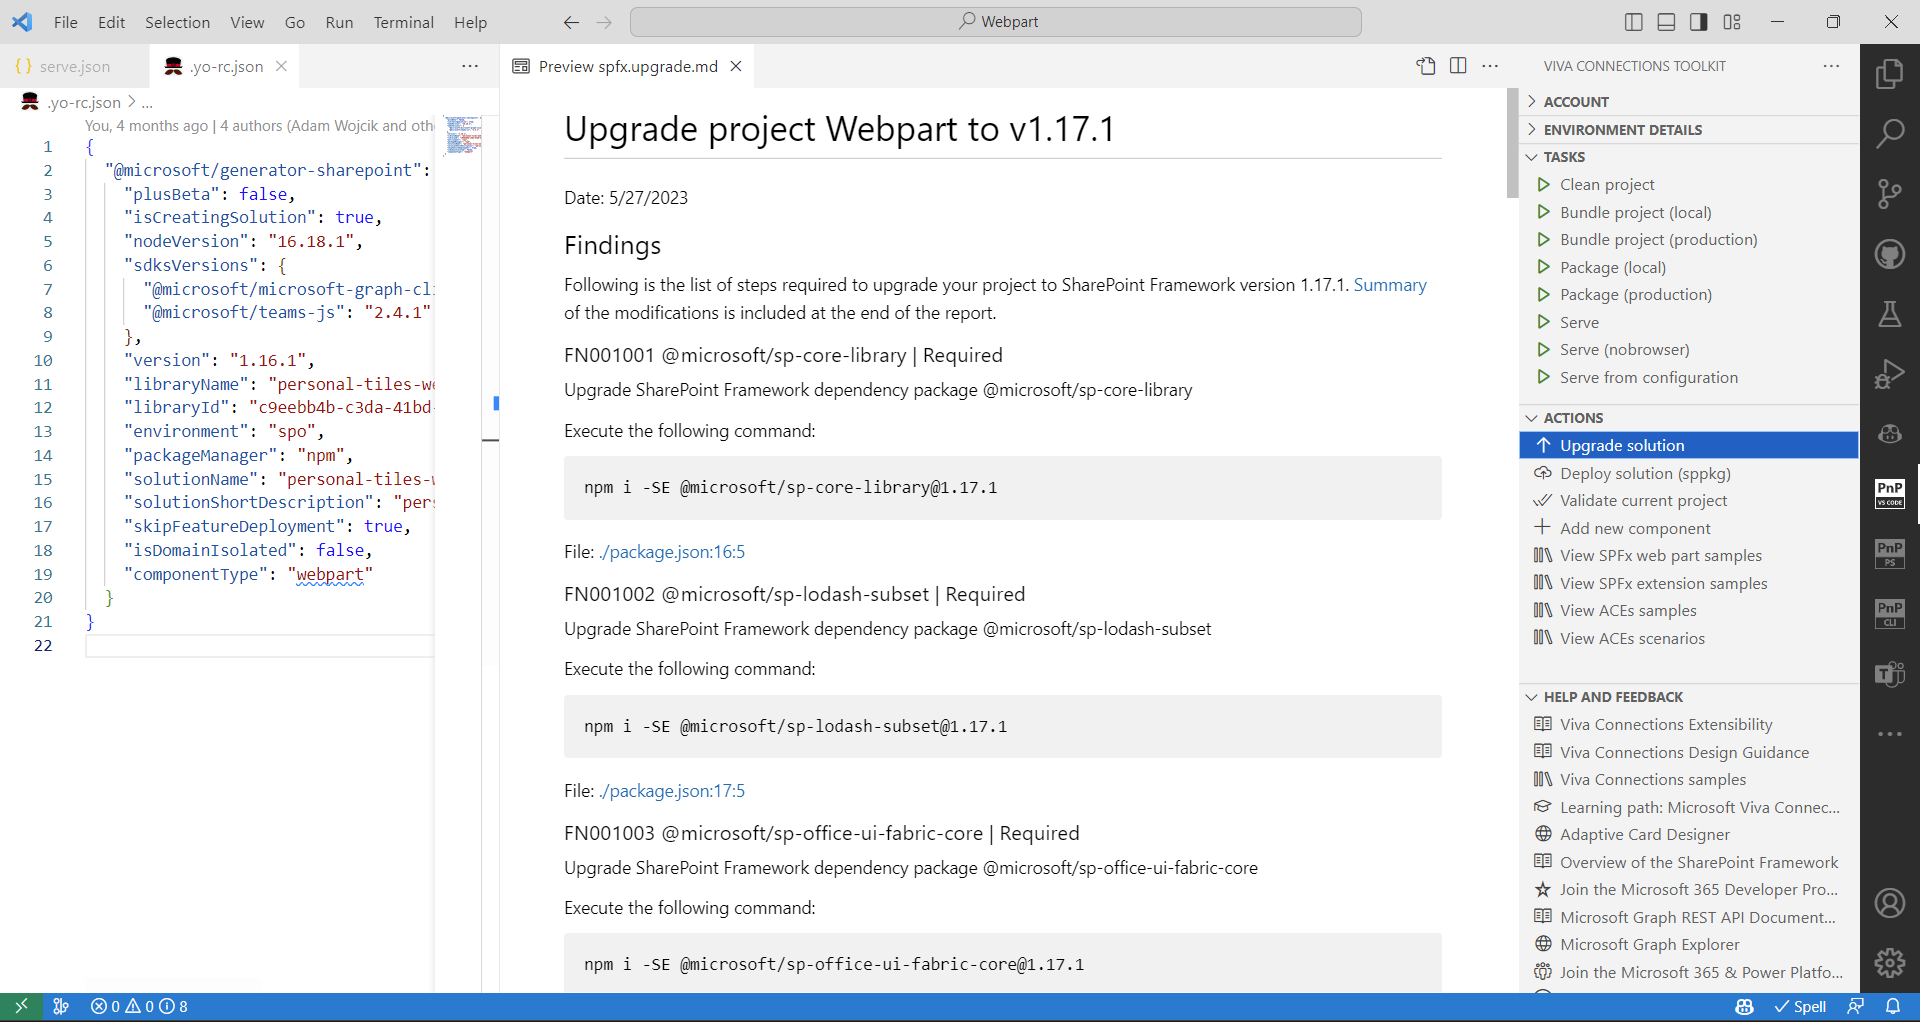 File Edit Selection View Go Run Terminal Help
Webpart
{ } serve.json
.yo-rc.json
Preview spfx.upgrade.md
VIVA CONNECTIONS TOOLKIT
.yo-rc.json > ...
You, 4 months ago | 4 authors (Adam Wojcik and othe
1 {
2 "@microsoft/generator-sharepoint":
3 "plusBeta": false,
4 "isCreatingSolution": true,
5 "nodeVersion": "16.18.1",
6 "sdksVersions": {
7 "@microsoft/microsoft-graph-cli
8 "@microsoft/teams-js": "2.4.1"
9 },
10 "version": "1.16.1",
11 "libraryName": "personal-tiles-we
12 "libraryId": "c9eebb4b-c3da-41bd-
13 "environment": "spo",
14 "packageManager": "npm",
15 "solutionName": "personal-tiles-w
16 "solutionShortDescription": "pers
17 "skipFeatureDeployment": true,
18 "isDomainIsolated": false,
19 "componentType": "webpart"
20 }
21 }
22
Upgrade project Webpart to v1.17.1
Date: 5/27/2023
Findings
Following is the list of steps required to upgrade your project to SharePoint Framework version 1.17.1. Summary
of the modifications is included at the end of the report.
FN001001 @microsoft/sp-core-library | Required
Upgrade SharePoint Framework dependency package @microsoft/sp-core-library
Execute the following command:
npm i -SE @microsoft/sp-core-library@1.17.1
File: ./package.json:16:5
FN001002 @microsoft/sp-lodash-subset | Required
Upgrade SharePoint Framework dependency package @microsoft/sp-lodash-subset
Execute the following command:
npm i -SE @microsoft/sp-lodash-subset@1.17.1
File: ./package.json:17:5
FN001003 @microsoft/sp-office-ui-fabric-core | Required
Upgrade SharePoint Framework dependency package @microsoft/sp-office-ui-fabric-core
Execute the following command:
npm i -SE @microsoft/sp-office-ui-fabric-core@1.17.1
ACCOUNT
ENVIRONMENT DETAILS
TASKS
Clean project
Bundle project (local)
Bundle project (production)
Package (local)
Package (production)
Serve
Serve (nobrowser)
Serve from configuration
ACTIONS
Upgrade solution
Deploy solution (sppkg)
Validate current project
Add new component
View SPFx web part samples
View SPFx extension samples
View ACEs samples
View ACEs scenarios
HELP AND FEEDBACK
Viva Connections Extensibility
Viva Connections Design Guidance
Viva Connections samples
Learning path: Microsoft Viva Connec...
Adaptive Card Designer
Overview of the SharePoint Framework
Join the Microsoft 365 Developer Pro...
Microsoft Graph REST API Document...
Microsoft Graph Explorer
Join the Microsoft 365 & Power Platfo...
PnP
VS CODE
PnP
PS
PnP
CLI
T
0 0 8
Spell